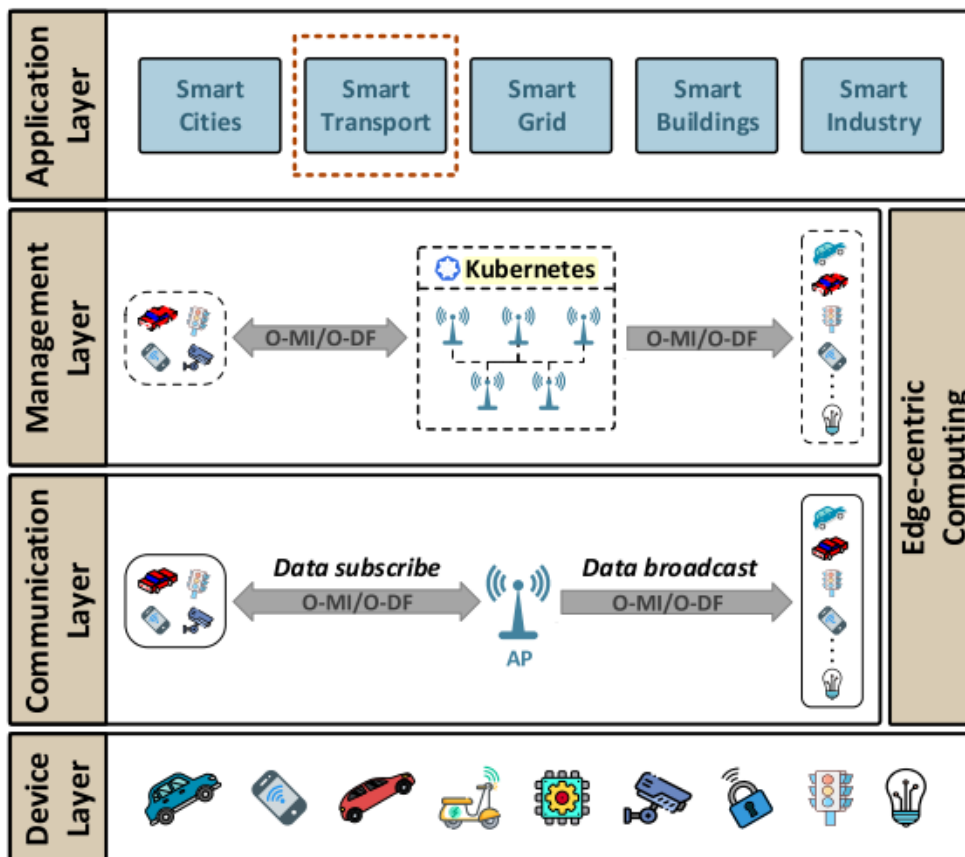 Application
Layer
Smart
Cities
Smart
Transport
Smart
Grid
Smart
Buildings
Smart
Industry
Management
Layer
O-MI/O-DF
Kubernetes
O-MI/O-DF
Edge-centric
Computing
Communication
Layer
Data subscribe
O-MI/O-DF
AP
Data broadcast
O-MI/O-DF
Device
Layer